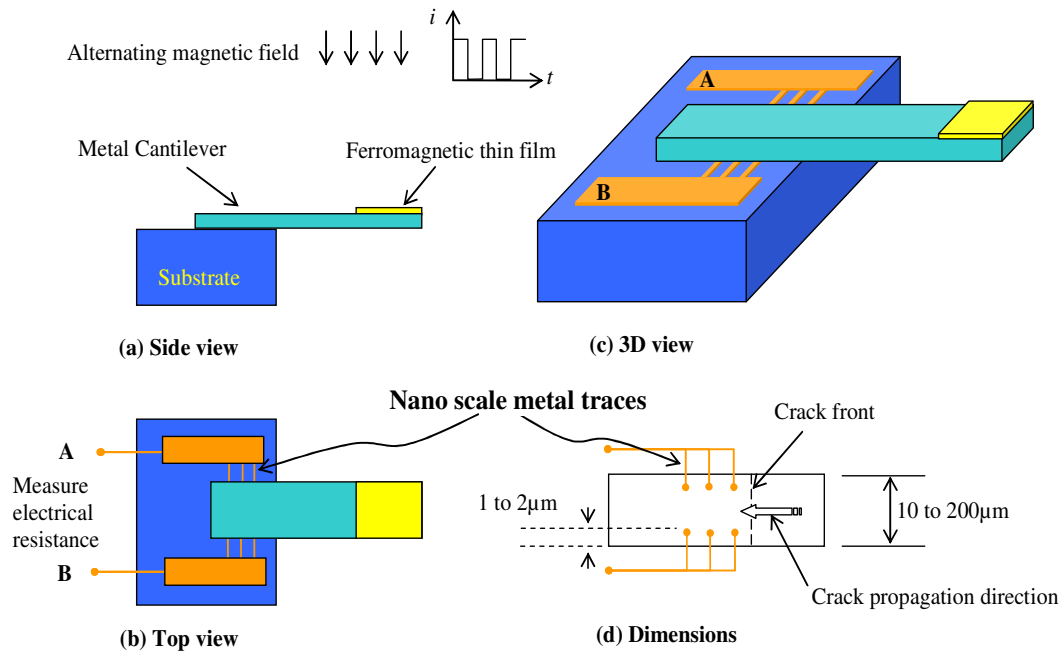 Alternating magnetic field
i
t
Metal Cantilever
Ferromagnetic thin film
Substrate
(a) Side view
A
B
(c) 3D view
Nano scale metal traces
A
Measure
electrical
resistance
B
(b) Top view
Crack front
1 to 2μm
10 to 200μm
Crack propagation direction
(d) Dimensions